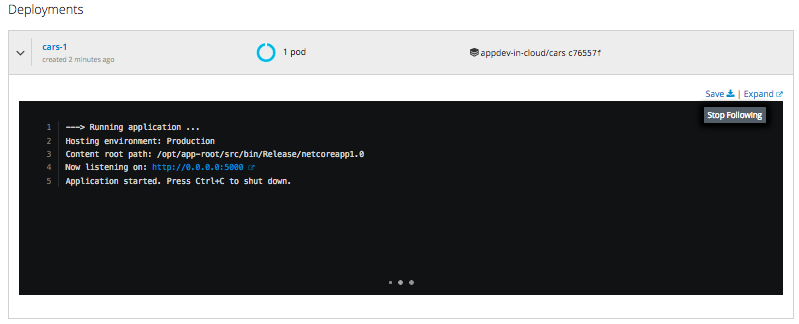 Deployments
cars-1
created 2 minutes ago
1 pod
appdev-in-cloud/cars c76557f
Save | Expand
Stop Following
1 ---> Running application ...
2 Hosting environment: Production
3 Content root path: /opt/app-root/src/bin/Release/netcoreapp1.0
4 Now listening on: http://0.0.0.0:5000
5 Application started. Press Ctrl+C to shut down.